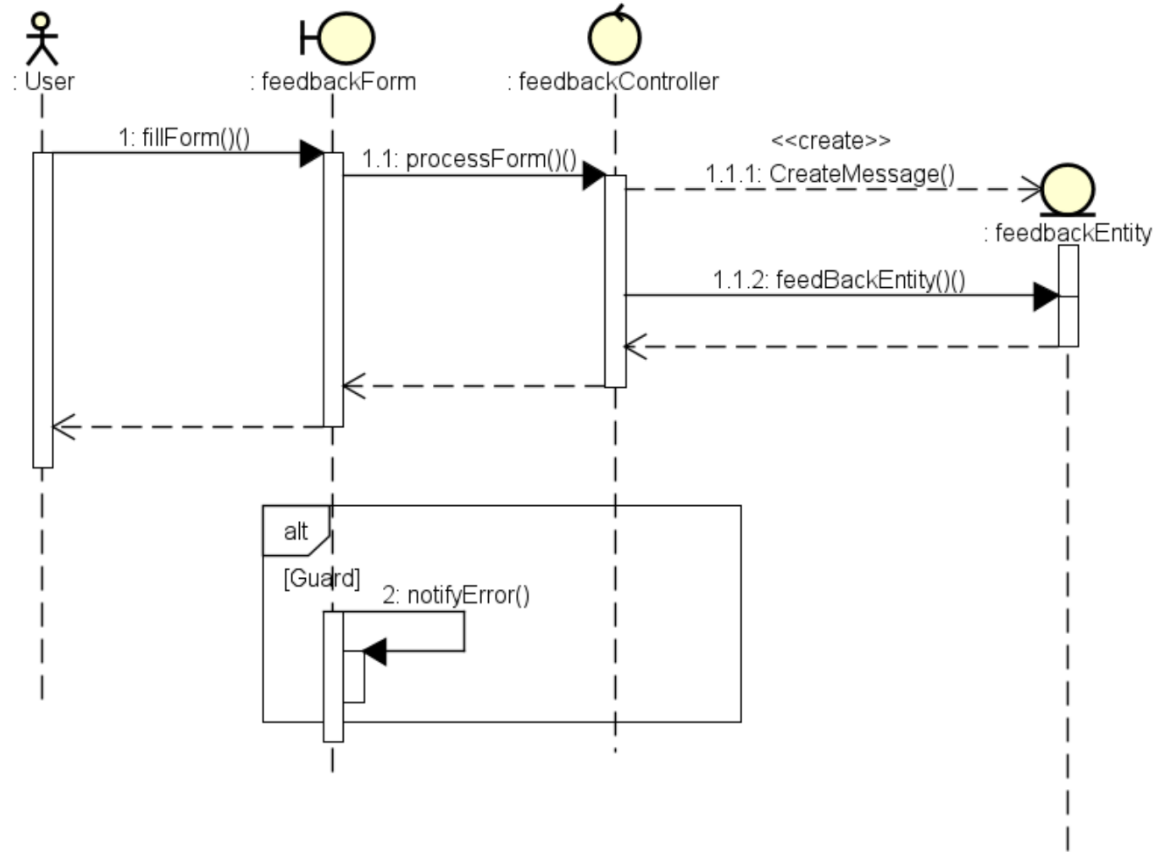 : User
: feedbackForm
: feedbackController
1: fillForm()()
1.1: processForm()()
<<create>>
1.1.1: CreateMessage()
: feedbackEntity
1.1.2: feedBackEntity()()
alt
[Guard]
2: notifyError()